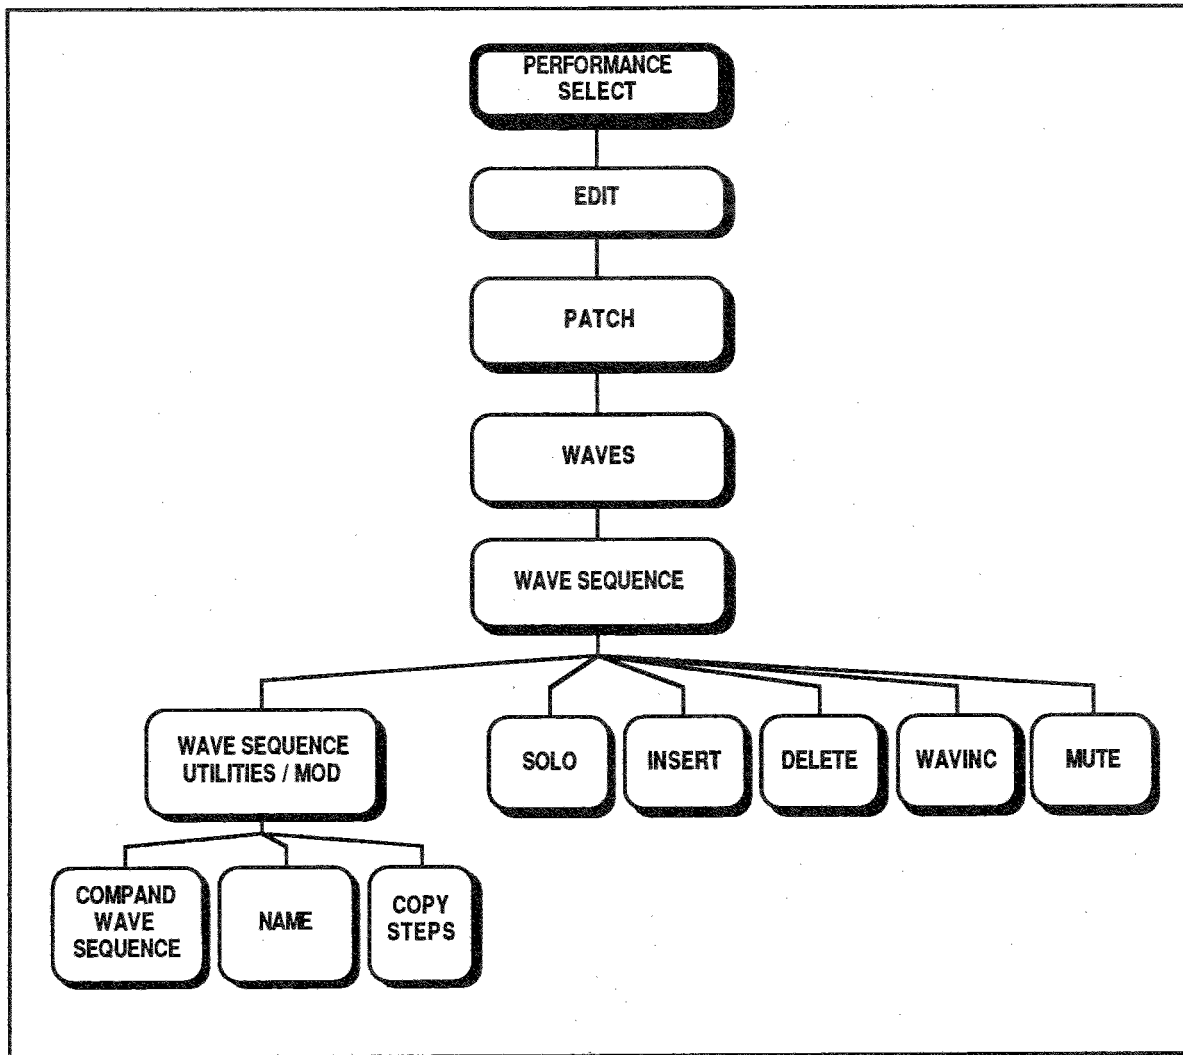 PERFORMANCE
SELECT
EDIT
PATCH
WAVES
WAVE SEQUENCE
WAVE SEQUENCE
UTILITIES / MOD
SOLO
INSERT
DELETE
WAVINC
MUTE
COMPAND
WAVE
SEQUENCE
NAME
COPY
STEPS